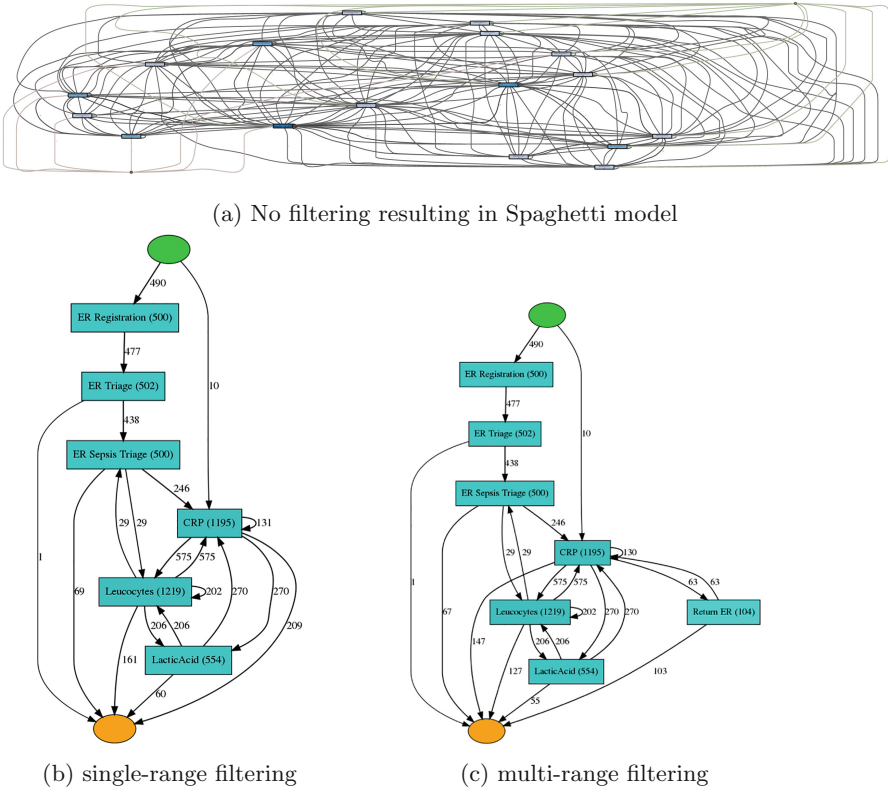 (a) No filtering resulting in Spaghetti model
490
ER Registration (500)
477
ER Triage (502)
10
438
ER Sepsis Triage (500)
246
29
29
CRP (1195)
131
1
575
575
69
Leucocytes (1219)
202
270
270
206
206
209
161
LacticAcid (554)
60
(b) single-range filtering
490
ER Registration (500)
477
ER Triage (502)
10
438
ER Sepsis Triage (500)
246
29
29
CRP (1195)
130
1
575
575
63
63
67
Leucocytes (1219)
202
270
270
Return ER (104)
147
206
206
127
LacticAcid (554)
103
55
(c) multi-range filtering